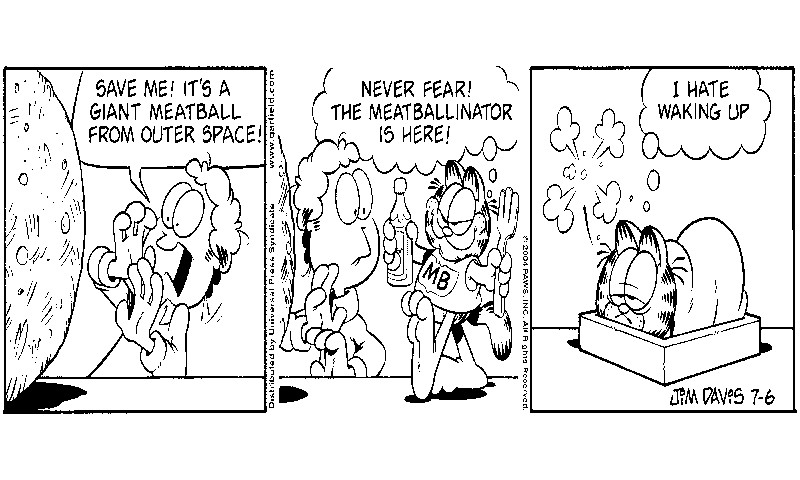 SAVE ME! IT'S A
GIANT MEATBALL
FROM OUTER SPACE!
www.garfield.com
Distributed by Universal Press Syndicate
NEVER FEAR!
THE MEATBALLINATOR
IS HERE!
MB
© 2004 PAWS, INC. All Rights Reserved.
I HATE
WAKING UP
JIM DAVIS 7-6